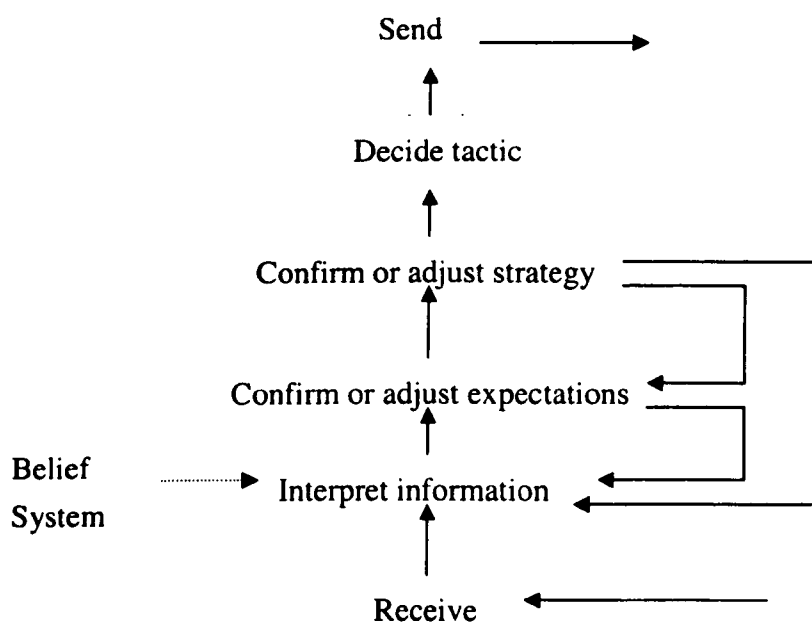 Send
Decide tactic
Confirm or adjust strategy
Confirm or adjust expectations
Belief
System
Interpret information
Receive